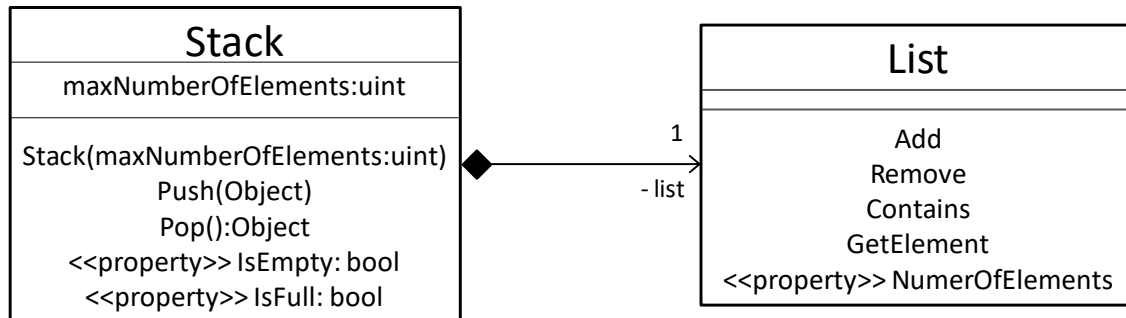 Stack
maxNumberOfElements:uint
Stack(maxNumberOfElements:uint)
Push(Object)
Pop():Object
<<property>> IsEmpty: bool
<<property>> IsFull: bool
1
- list
List
Add
Remove
Contains
GetElement
<<property>> NumerOfElements